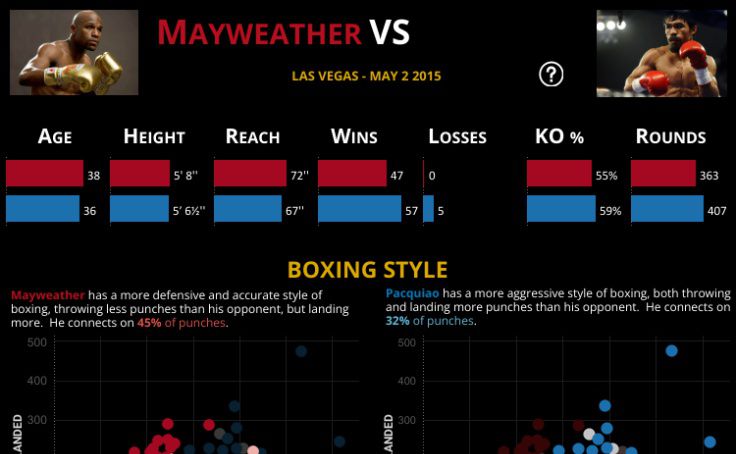 MAYWEATHER VS
LAS VEGAS - MAY 2 2015
?
AGE HEIGHT REACH WINS LOSSES KO % ROUNDS
38 5' 8'' 72'' 47 0 55% 363
36 5' 6½'' 67'' 57 5 59% 407
BOXING STYLE
Mayweather has a more defensive and accurate style of
boxing, throwing less punches than his opponent, but landing
more. He connects on 45% of punches.
Pacquiao has a more aggressive style of boxing, both throwing
and landing more punches than his opponent. He connects on
32% of punches.
500
400
300
ANDED
500
400
300
ANDED